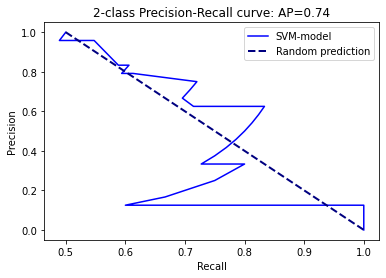 2-class Precision-Recall curve: AP=0.74
SVM-model
Random prediction
Precision
1.0
0.8
0.6
0.4
0.2
0.0
0.5 0.6 0.7 0.8 0.9 1.0
Recall